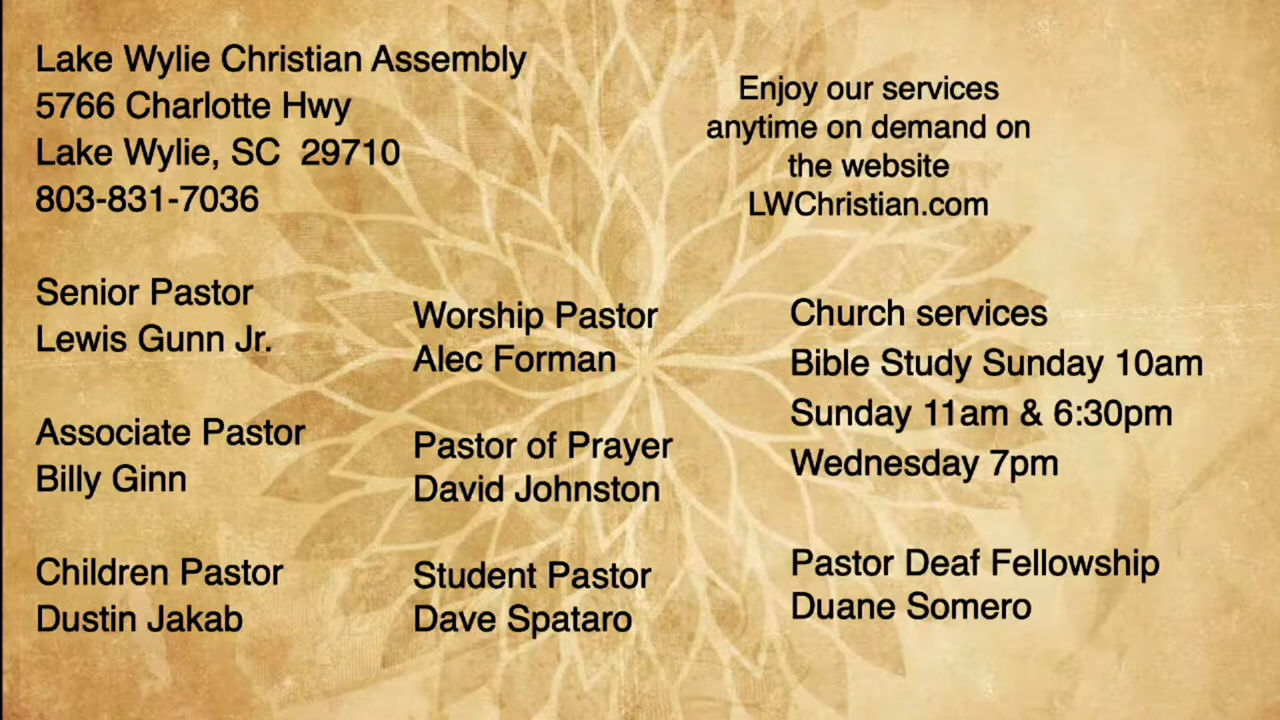 Lake Wylie Christian Assembly
5766 Charlotte Hwy
Lake Wylie, SC  29710
803-831-7036
Enjoy our services
anytime on demand on
the website
LWChristian.com
Senior Pastor
Lewis Gunn Jr.
Associate Pastor
Billy Ginn
Children Pastor
Dustin Jakab
Worship Pastor
Alec Forman
Pastor of Prayer
David Johnston
Student Pastor
Dave Spataro
Church services
Bible Study Sunday 10am
Sunday 11am & 6:30pm
Wednesday 7pm
Pastor Deaf Fellowship
Duane Somero